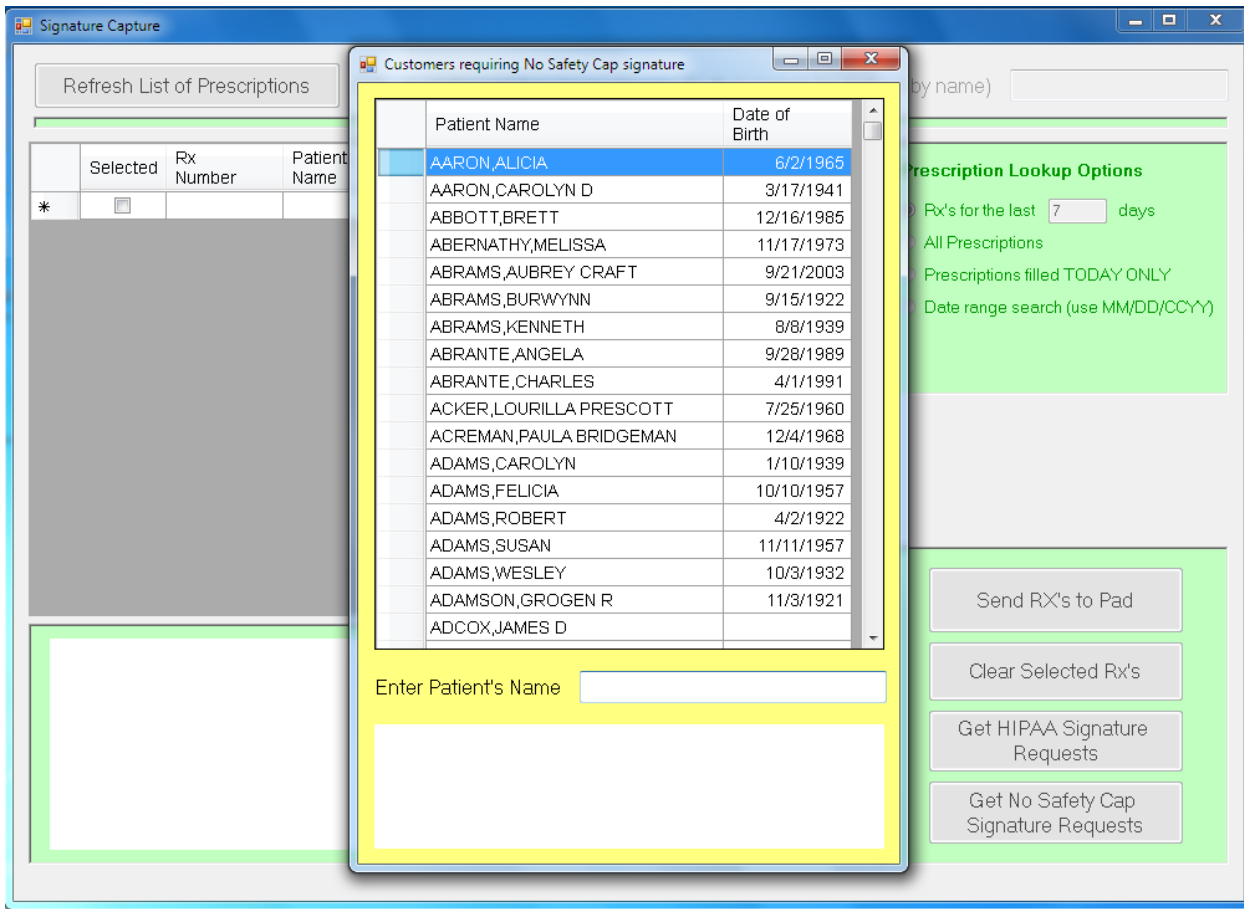 Signature Capture
Refresh List of Prescriptions
by name)
Selected
Rx
Number
Patient
Name
Customers requiring No Safety Cap signature
Patient Name
Date of
Birth
AARON,ALICIA 6/2/1965
AARON,CAROLYN D 3/17/1941
ABBOTT,BRETT 12/16/1985
ABERNATHY,MELISSA 11/17/1973
ABRAMS,AUBREY CRAFT 9/21/2003
ABRAMS,BURWYNN 9/15/1922
ABRAMS,KENNETH 8/8/1939
ABRANTE,ANGELA 9/28/1989
ABRANTE,CHARLES 4/1/1991
ACKER,LOURILLA PRESCOTT 7/25/1960
ACREMAN,PAULA BRIDGEMAN 12/4/1968
ADAMS,CAROLYN 1/10/1939
ADAMS,FELICIA 10/10/1957
ADAMS,ROBERT 4/2/1922
ADAMS,SUSAN 11/11/1957
ADAMS,WESLEY 10/3/1932
ADAMSON,GROGEN R 11/3/1921
ADCOX,JAMES D
Enter Patient's Name
Prescription Lookup Options
Rx's for the last 7 days
All Prescriptions
Prescriptions filled TODAY ONLY
Date range search (use MM/DD/CCYY)
Send RX's to Pad
Clear Selected Rx's
Get HIPAA Signature
Requests
Get No Safety Cap
Signature Requests